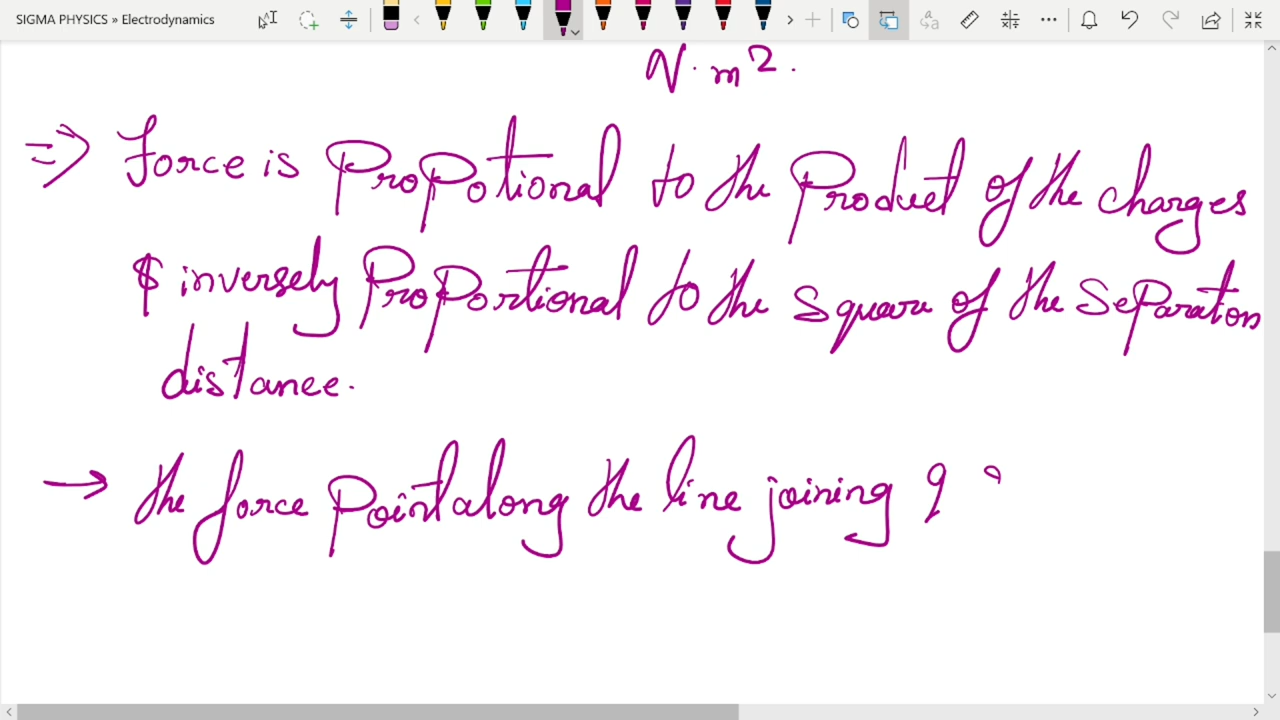 SIGMA PHYSICS » Electrodynamics
N·m².
=> Force is Propotional to the Product of the charges
$ inversely Proportional to the square of the Separation
distance.
→ the force Point along the line joining q